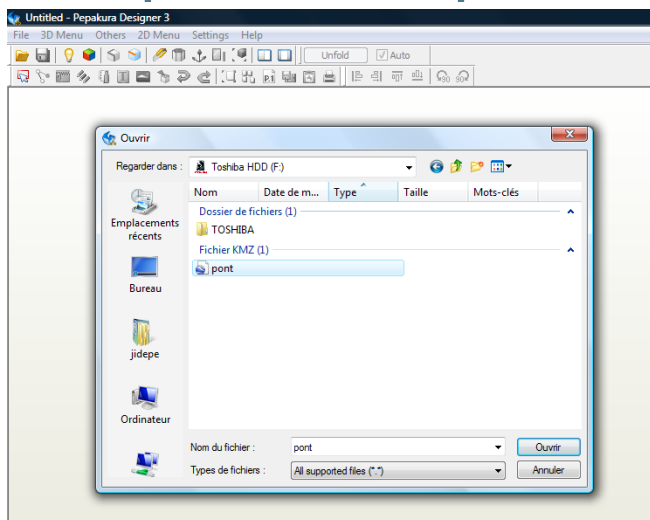 Untitled - Pepakura Designer 3
File 3D Menu Others 2D Menu Settings Help
Unfold Auto
Ouvrir
Regarder dans : Toshiba HDD (F:)
Nom Date de m... Type Taille Mots-clés
Dossier de fichiers (1)
TOSHIBA
Fichier KMZ (1)
pont
Emplacements
récents
Bureau
jidepe
Ordinateur
Nom du fichier : pont Ouvrir
Types de fichiers : All supported files (*.*) Annuler